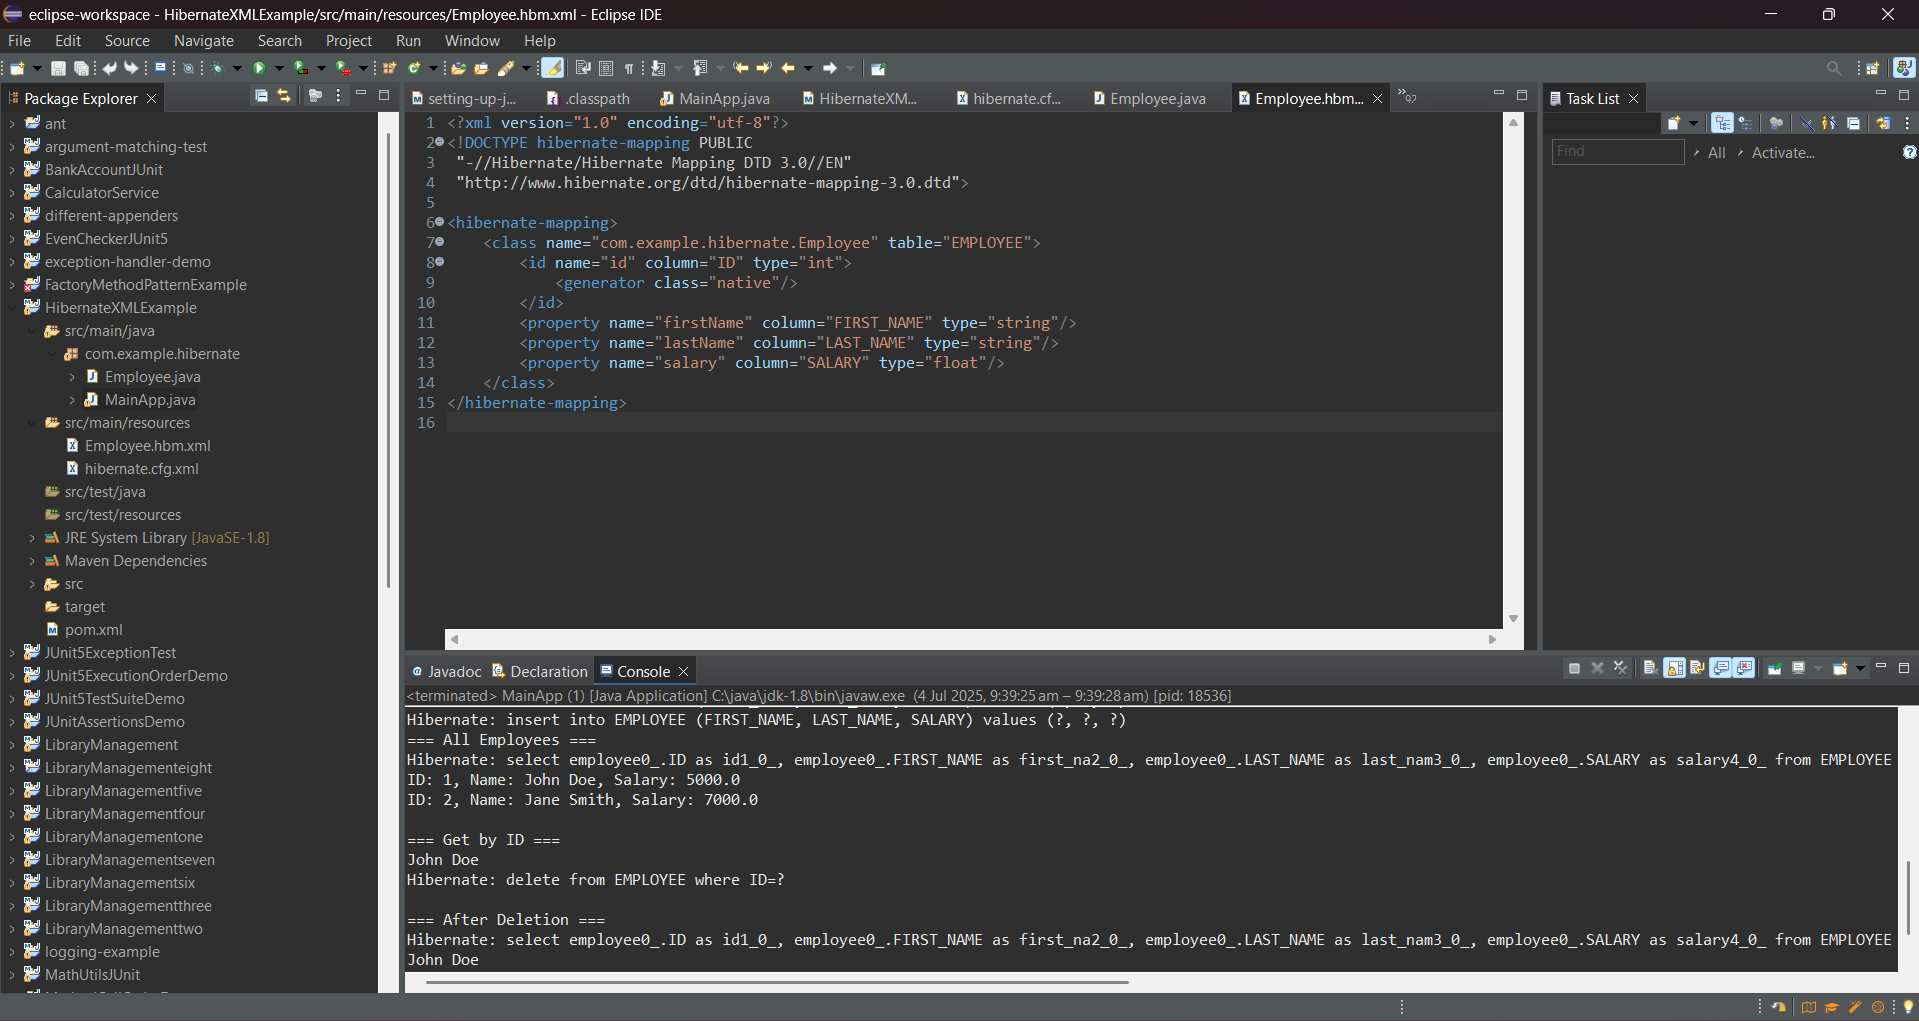 eclipse-workspace - HibernateXMLExample/src/main/resources/Employee.hbm.xml - Eclipse IDE
File Edit Source Navigate Search Project Run Window Help
Package Explorer
ant
argument-matching-test
BankAccountJUnit
CalculatorService
different-appenders
EvenCheckerJUnit5
exception-handler-demo
FactoryMethodPatternExample
HibernateXMLExample
src/main/java
com.example.hibernate
Employee.java
MainApp.java
src/main/resources
Employee.hbm.xml
hibernate.cfg.xml
src/test/java
src/test/resources
JRE System Library [JavaSE-1.8]
Maven Dependencies
src
target
pom.xml
JUnit5ExceptionTest
JUnit5ExecutionOrderDemo
JUnit5TestSuiteDemo
JUnitAssertionsDemo
LibraryManagement
LibraryManagementeight
LibraryManagementfive
LibraryManagementfour
LibraryManagementone
LibraryManagementseven
LibraryManagementsix
LibraryManagementthree
LibraryManagementtwo
logging-example
MathUtilsJUnit
setting-up-j... .classpath MainApp.java HibernateXM... hibernate.cf... Employee.java Employee.hbm... »97
1 <?xml version="1.0" encoding="utf-8"?>
2 <!DOCTYPE hibernate-mapping PUBLIC
3 "-//Hibernate/Hibernate Mapping DTD 3.0//EN"
4 "http://www.hibernate.org/dtd/hibernate-mapping-3.0.dtd">
5
6 <hibernate-mapping>
7 <class name="com.example.hibernate.Employee" table="EMPLOYEE">
8 <id name="id" column="ID" type="int">
9 <generator class="native"/>
10 </id>
11 <property name="firstName" column="FIRST_NAME" type="string"/>
12 <property name="lastName" column="LAST_NAME" type="string"/>
13 <property name="salary" column="SALARY" type="float"/>
14 </class>
15 </hibernate-mapping>
16
Task List
Find All Activate...
Javadoc Declaration Console
<terminated> MainApp (1) [Java Application] C:\java\jdk-1.8\bin\javaw.exe (4 Jul 2025, 9:39:25 am – 9:39:28 am) [pid: 18536]
Hibernate: insert into EMPLOYEE (FIRST_NAME, LAST_NAME, SALARY) values (?, ?, ?)
=== All Employees ===
Hibernate: select employee0_.ID as id1_0_, employee0_.FIRST_NAME as first_na2_0_, employee0_.LAST_NAME as last_nam3_0_, employee0_.SALARY as salary4_0_ from EMPLOYEE
ID: 1, Name: John Doe, Salary: 5000.0
ID: 2, Name: Jane Smith, Salary: 7000.0
=== Get by ID ===
John Doe
Hibernate: delete from EMPLOYEE where ID=?
=== After Deletion ===
Hibernate: select employee0_.ID as id1_0_, employee0_.FIRST_NAME as first_na2_0_, employee0_.LAST_NAME as last_nam3_0_, employee0_.SALARY as salary4_0_ from EMPLOYEE
John Doe